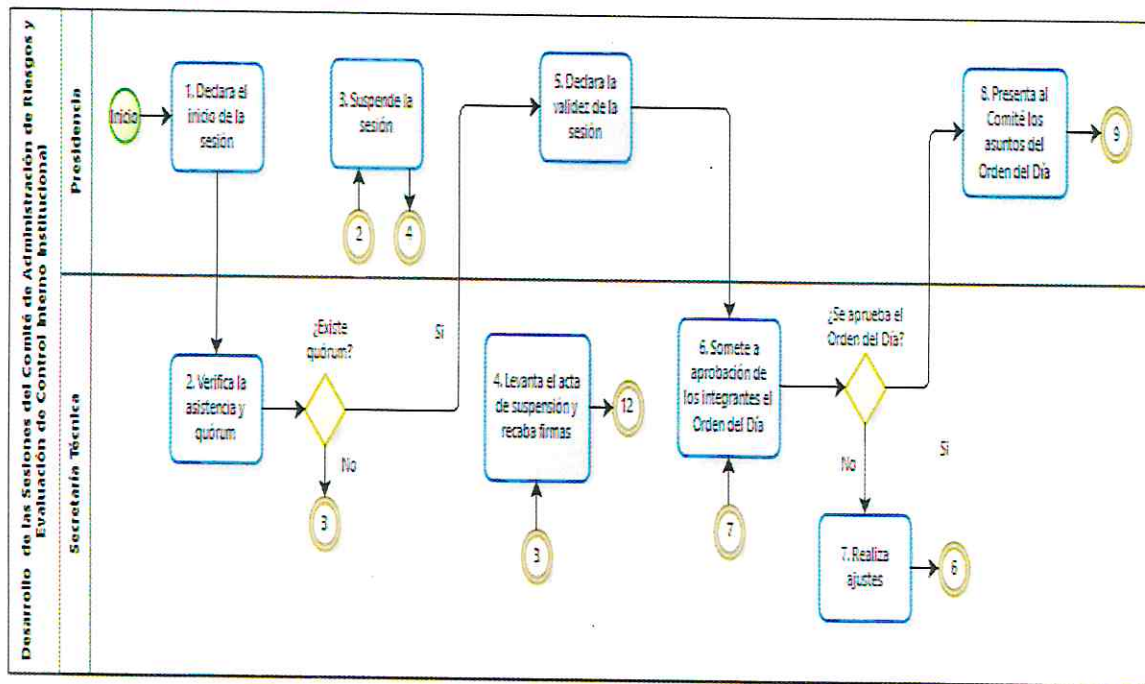 Desarrollo de las Sesiones del Comité de Administración de Riesgos y
Evaluación de Control Interno Institucional
Presidencia
Inicio
1. Declara el
inicio de la
sesión
3. Suspende la
sesión
2
4
5. Declara la
validez de la
sesión
8. Presenta al
Comité los
asuntos del
Orden del Día
9
Secretaría Técnica
2. Verifica la
asistencia y
quórum
¿Existe
quórum?
Si
No
3
4. Levanta el acta
de suspensión y
recaba firmas
12
3
6. Somete a
aprobación de
los integrantes el
Orden del Día
7
¿Se aprueba el
Orden del Día?
Si
No
7. Realiza
ajustes
6